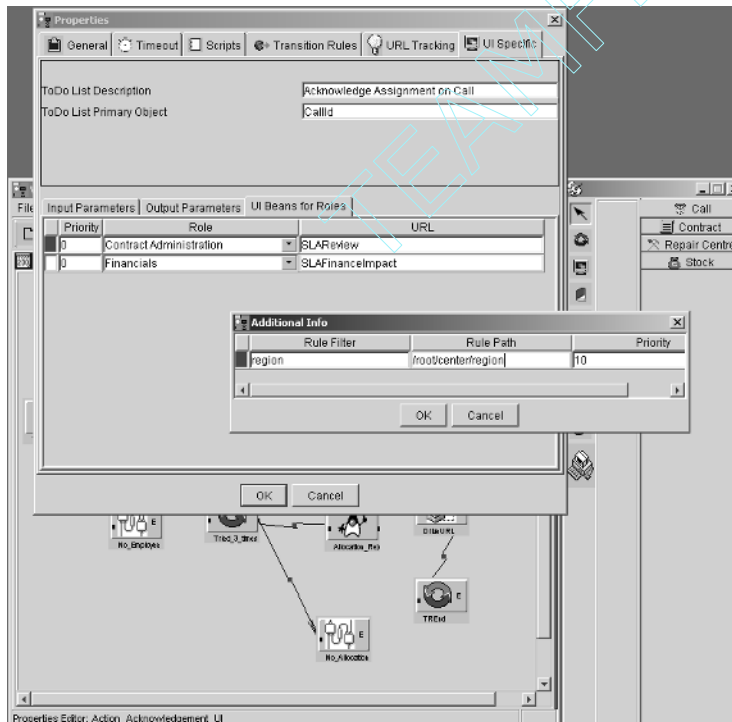 Properties
General Timeout Scripts Transition Rules URL Tracking UI Specific
ToDo List Description Acknowledge Assignment on Call
ToDo List Primary Object CallId
File
Input Parameters Output Parameters UI Beans for Roles
Priority Role URL
0 Contract Administration SLAReview
0 Financials SLAFinanceImpact
Call
Contract
Repair Centre
Stock
Additional Info
Rule Filter Rule Path Priority
region /root/center/region 10
OK Cancel
OK Cancel
No_Employee E
Tried_3_times
DitaURL
TREnd E
No_Allocation E
Properties Editor: Action Acknowledgement UI
TEAM